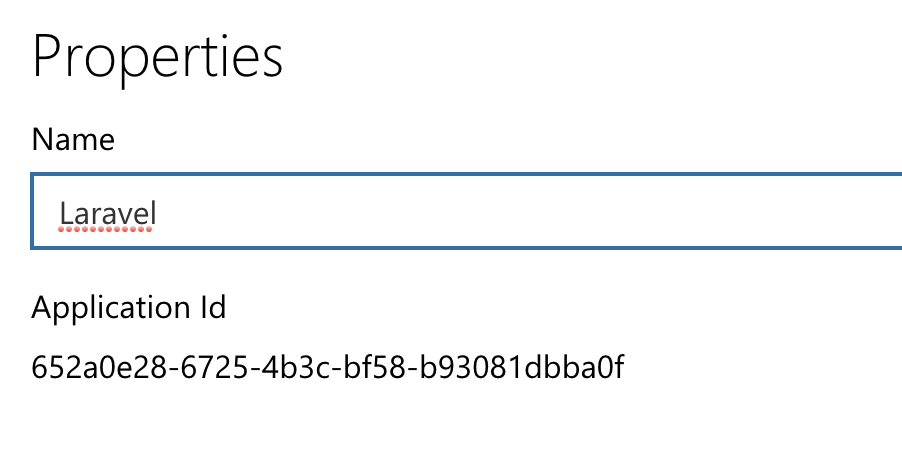 Properties
Name
Laravel
Application Id
652a0e28-6725-4b3c-bf58-b93081dbba0f